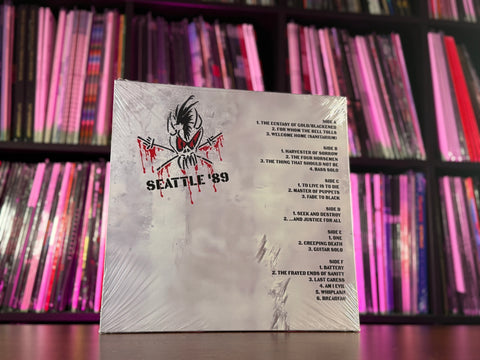 SEATTLE '89
SIDE A
1. THE ECSTASY OF GOLD/BLACKENED
2. FOR WHOM THE BELL TOLLS
3. WELCOME HOME (SANITARIUM)
SIDE B
1. HARVESTER OF SORROW
2. THE FOUR HORSEMEN
3. THE THING THAT SHOULD NOT BE
4. BASS SOLO
SIDE C
1. TO LIVE IS TO DIE
2. MASTER OF PUPPETS
3. FADE TO BLACK
SIDE D
1. SEEK AND DESTROY
2. ...AND JUSTICE FOR ALL
SIDE E
1. ONE
2. CREEPING DEATH
3. GUITAR SOLO
SIDE F
1. BATTERY
2. THE FRAYED ENDS OF SANITY
3. LAST CARESS
4. AM I EVIL
5. WHIPLASH
6. BREADFAN